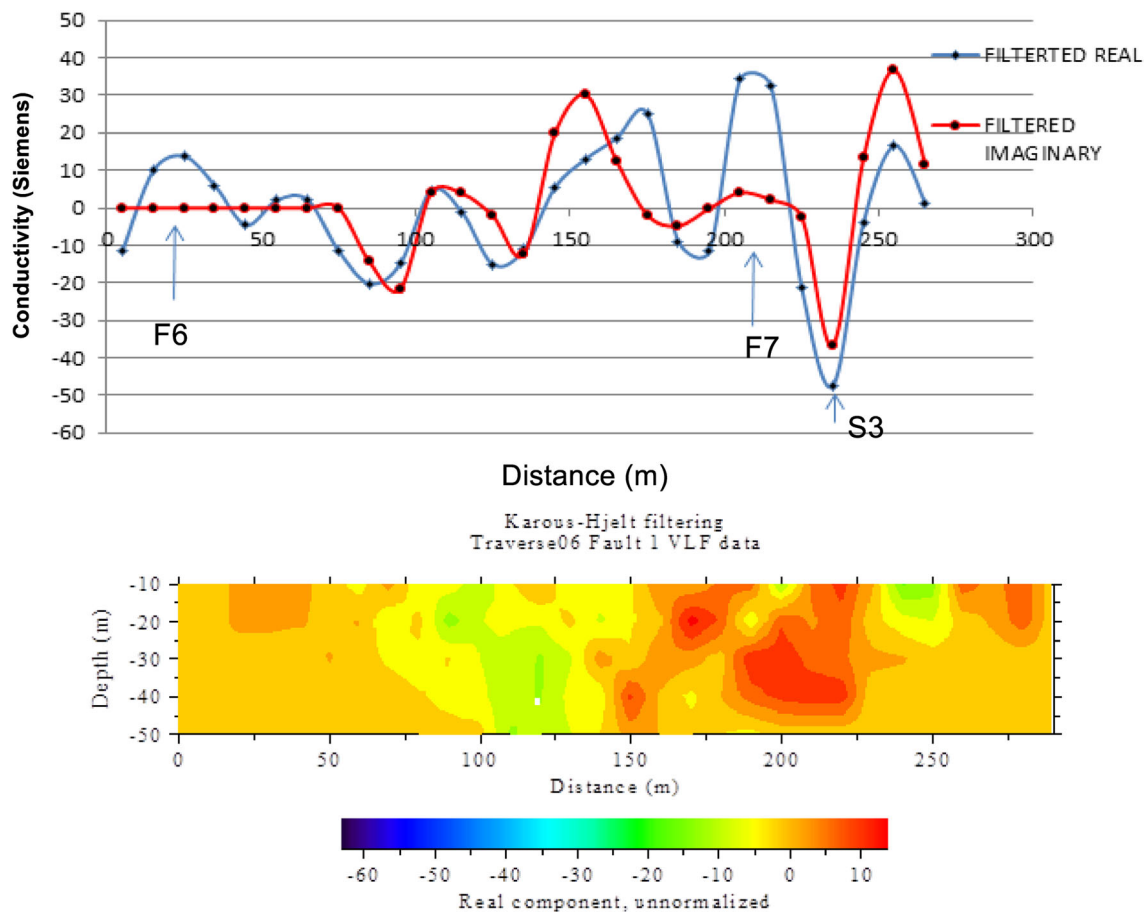 50
40
30
20
10
0
-10
-20
-30
-40
-50
-60
Conductivity (Siemens)
0 50 100 150 200 250 300
FILTERTED REAL
FILTERED
IMAGINARY
F6
F7
S3
Distance (m)
Karous-Hjelt filtering
Traverse06 Fault 1 VLF data
-10
-20
-30
-40
-50
Depth (m)
0 50 100 150 200 250
Distance (m)
-60 -50 -40 -30 -20 -10 0 10
Real component, unnormalized